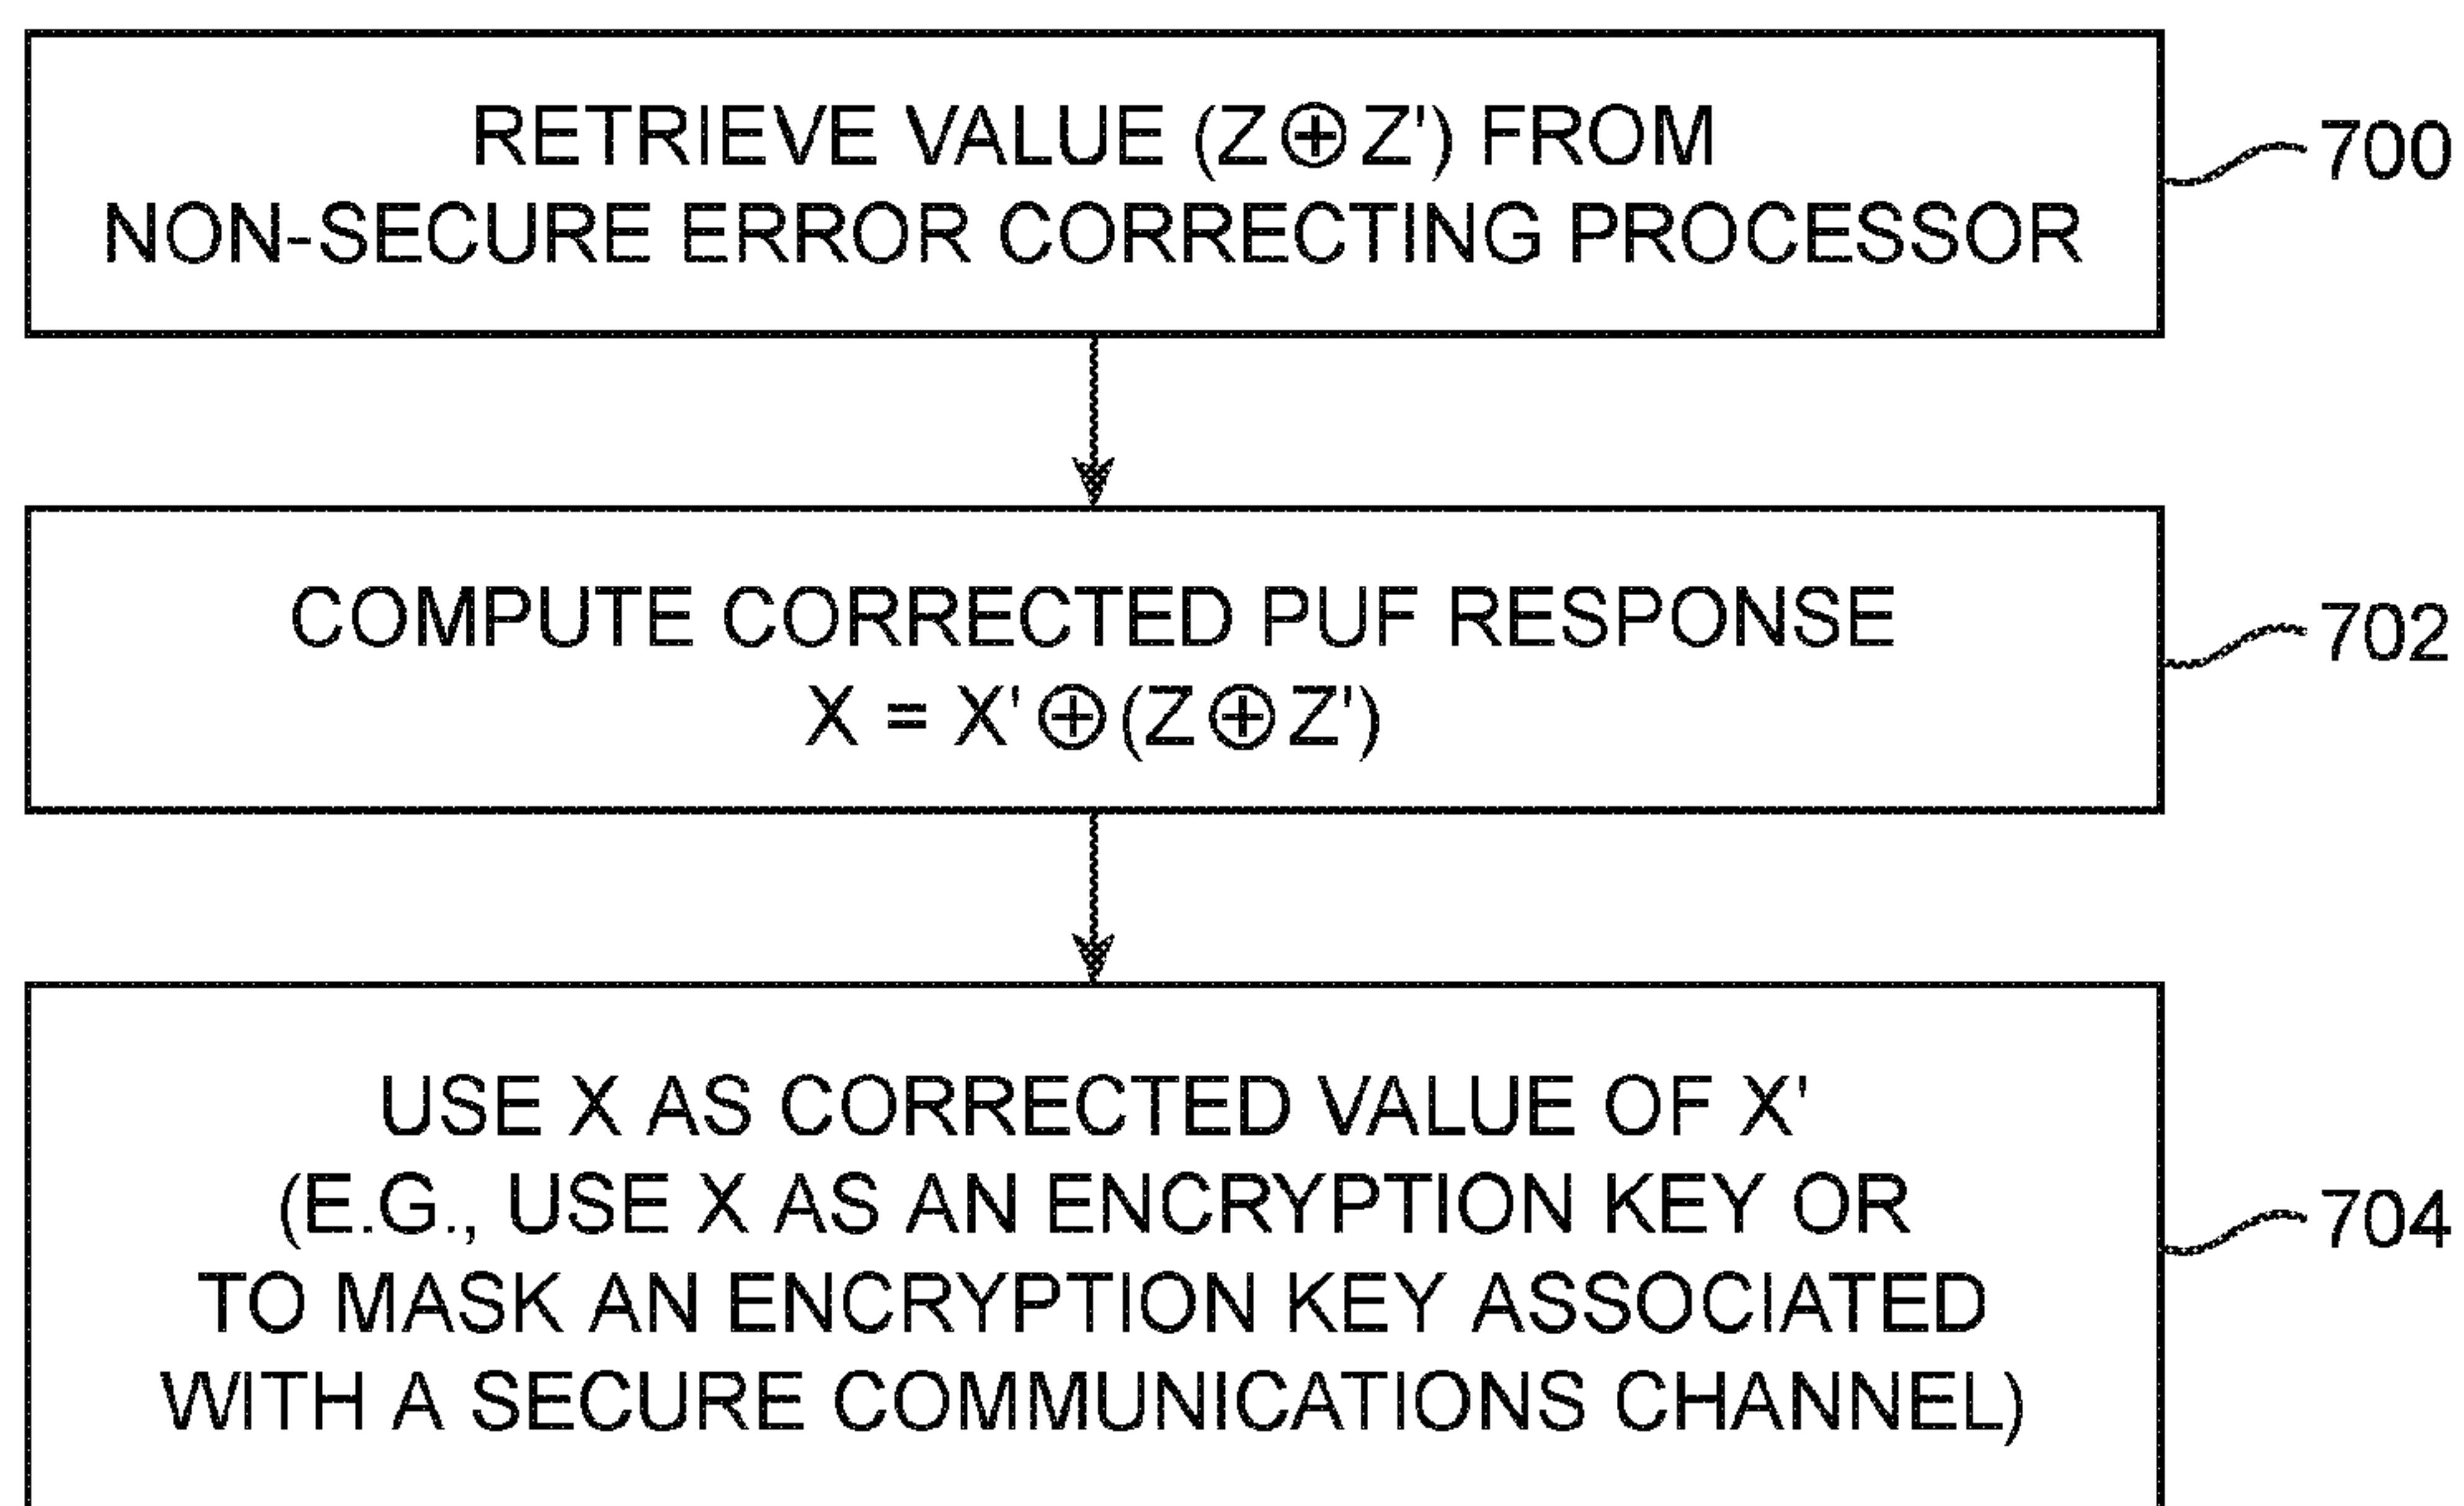 RETRIEVE VALUE (Z⊕Z') FROM
NON-SECURE ERROR CORRECTING PROCESSOR
700
COMPUTE CORRECTED PUF RESPONSE
X = X'⊕(Z⊕Z')
702
USE X AS CORRECTED VALUE OF X'
(E.G., USE X AS AN ENCRYPTION KEY OR
TO MASK AN ENCRYPTION KEY ASSOCIATED
WITH A SECURE COMMUNICATIONS CHANNEL)
704